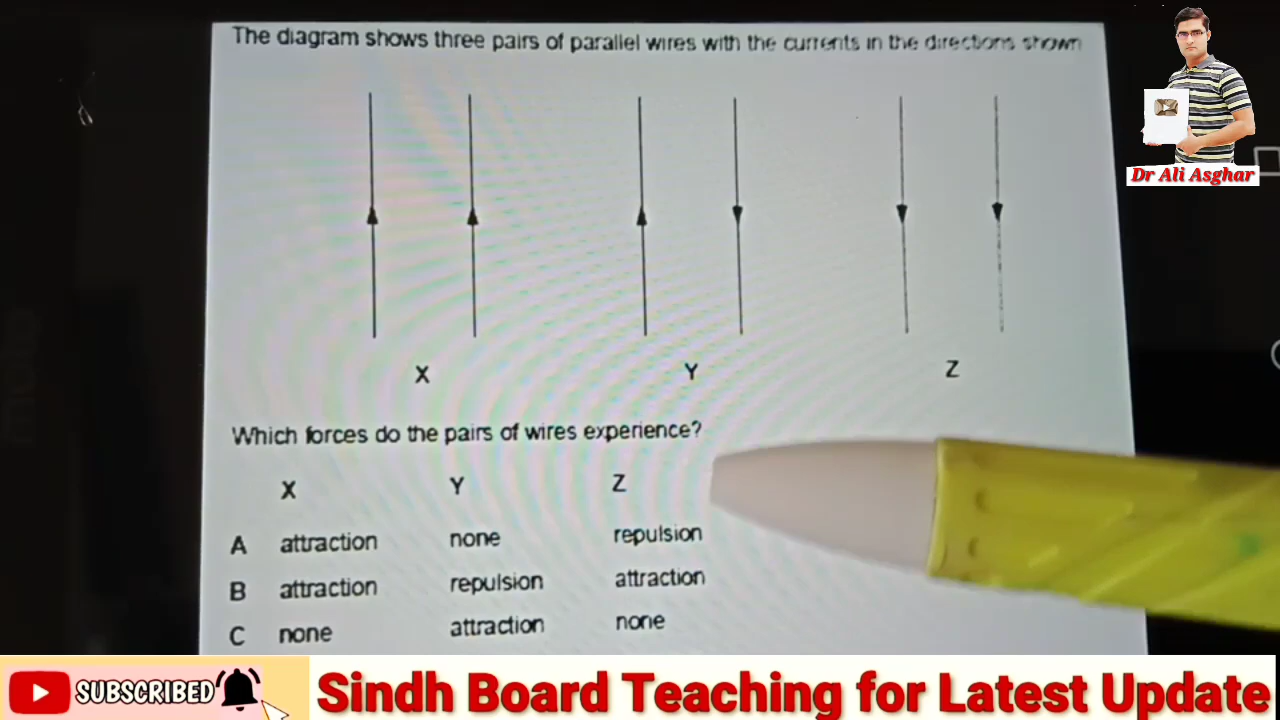 The diagram shows three pairs of parallel wires with the currents in the directions shown
Dr Ali Asghar
X Y Z
Which forces do the pairs of wires experience?
X Y Z
A attraction none repulsion
B attraction repulsion attraction
C none attraction none
SUBSCRIBED Sindh Board Teaching for Latest Update